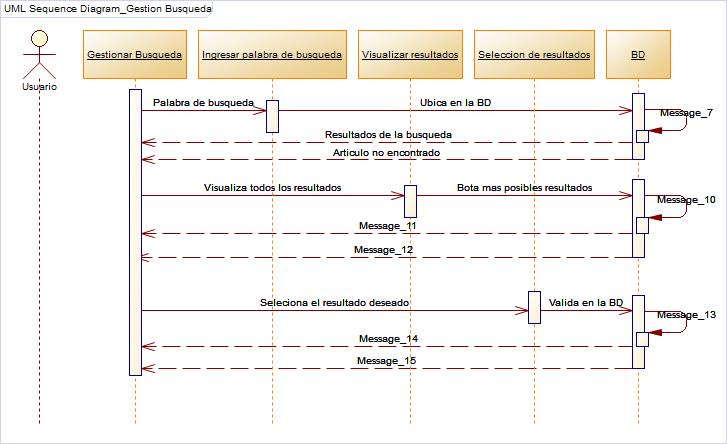 UML Sequence Diagram_Gestion Busqueda
Usuario
Gestionar Busqueda
Ingresar palabra de busqueda
Visualizar resultados
Seleccion de resultados
BD
Palabra de busqueda
Ubica en la BD
Message_7
Resultados de la busqueda
Articulo no encontrado
Visualiza todos los resultados
Bota mas posibles resultados
Message_10
Message_11
Message_12
Seleciona el resultado deseado
Valida en la BD
Message_13
Message_14
Message_15